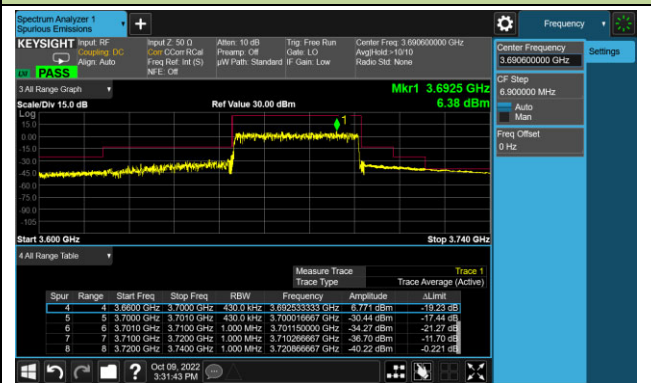 Spectrum Analyzer 1
Spurious Emissions
Frequency
KEYSIGHT Input: RF Input Z: 50 Ω Atten: 10 dB Trig: Free Run Center Freq: 3.690600000 GHz
Coupling: DC Corr CCorr RCal Preamp: Off Gate: LO Avg|Hold:>10/10
Align: Auto Freq Ref: Int (S) µW Path: Standard IF Gain: Low Radio Std: None
NFE: Off
PASS
Center Frequency
3.690600000 GHz
Settings
CF Step
6.900000 MHz
Auto
Man
Freq Offset
0 Hz
3 All Range Graph
Mkr1 3.6925 GHz
Scale/Div 15.0 dB Ref Value 30.00 dBm 6.38 dBm
Log
15.0
0.00
-15.0
-30.0
-45.0
-60.0
-75.0
-90.0
-105
1
Start 3.600 GHz Stop 3.740 GHz
4 All Range Table
Measure Trace Trace 1
Trace Type Trace Average (Active)
Spur Range Start Freq Stop Freq RBW Frequency Amplitude ΔLimit
4 4 3.6600 GHz 3.7000 GHz 430.0 kHz 3.692533333 GHz 6.771 dBm -19.23 dB
5 5 3.7000 GHz 3.7010 GHz 430.0 kHz 3.700016667 GHz -30.44 dBm -17.44 dB
6 6 3.7010 GHz 3.7100 GHz 1.000 MHz 3.701150000 GHz -34.27 dBm -21.27 dB
7 7 3.7100 GHz 3.7200 GHz 1.000 MHz 3.710266667 GHz -36.70 dBm -11.70 dB
8 8 3.7200 GHz 3.7400 GHz 1.000 MHz 3.720866667 GHz -40.22 dBm -0.221 dB
Oct 09, 2022
3:31:43 PM